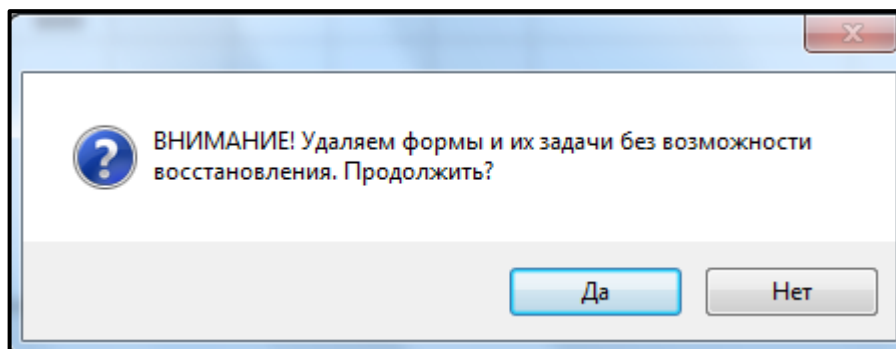 ВНИМАНИЕ! Удаляем формы и их задачи без возможности
восстановления. Продолжить?
Да
Нет